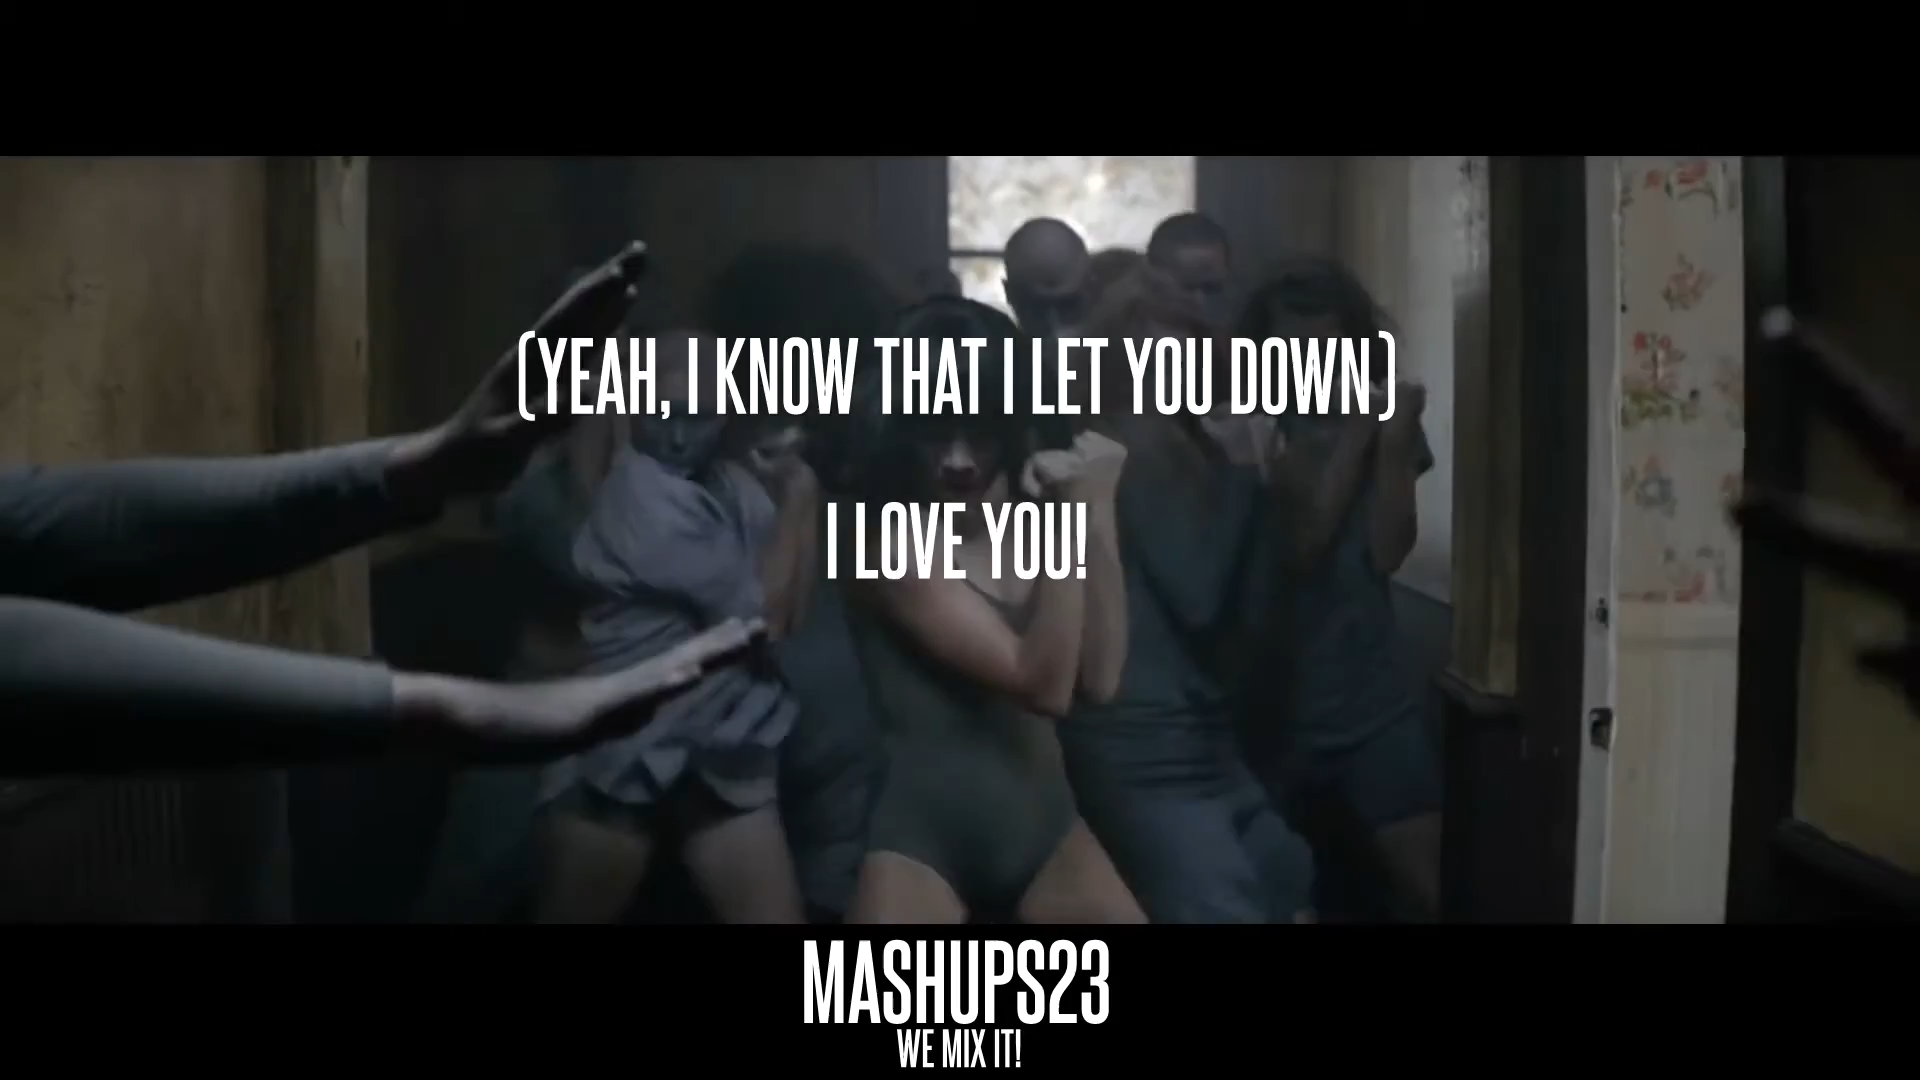 (YEAH, I KNOW THAT I LET YOU DOWN)
I LOVE YOU!
MASHUPS23
WE MIX IT!